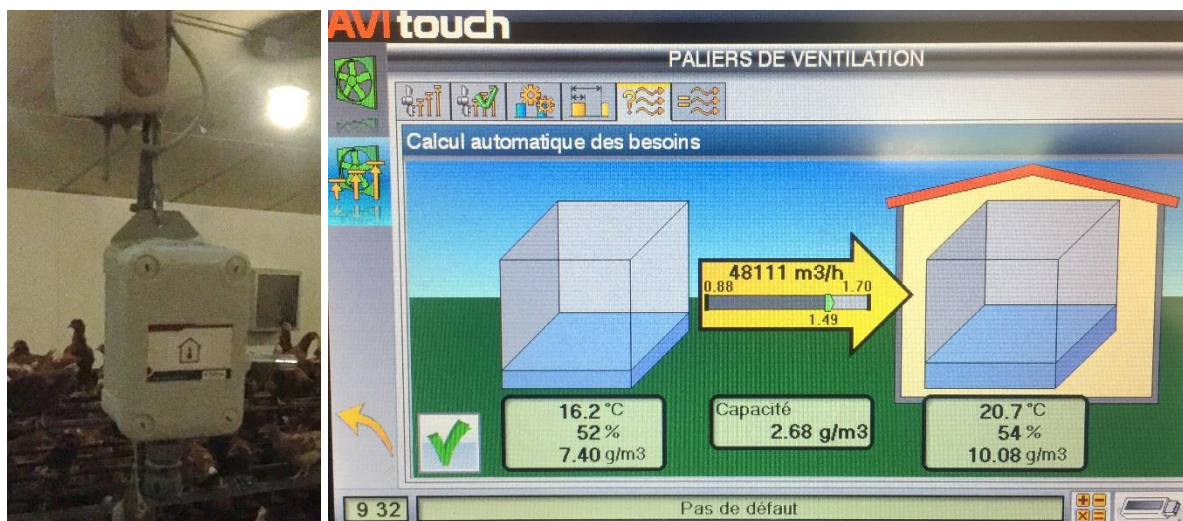 AVItouch
PALIERS DE VENTILATION
Calcul automatique des besoins
48111 m3/h
0.88 1.70
1.49
16.2 °C
52 %
7.40 g/m3
Capacité
2.68 g/m3
20.7 °C
54 %
10.08 g/m3
9 32
Pas de défaut